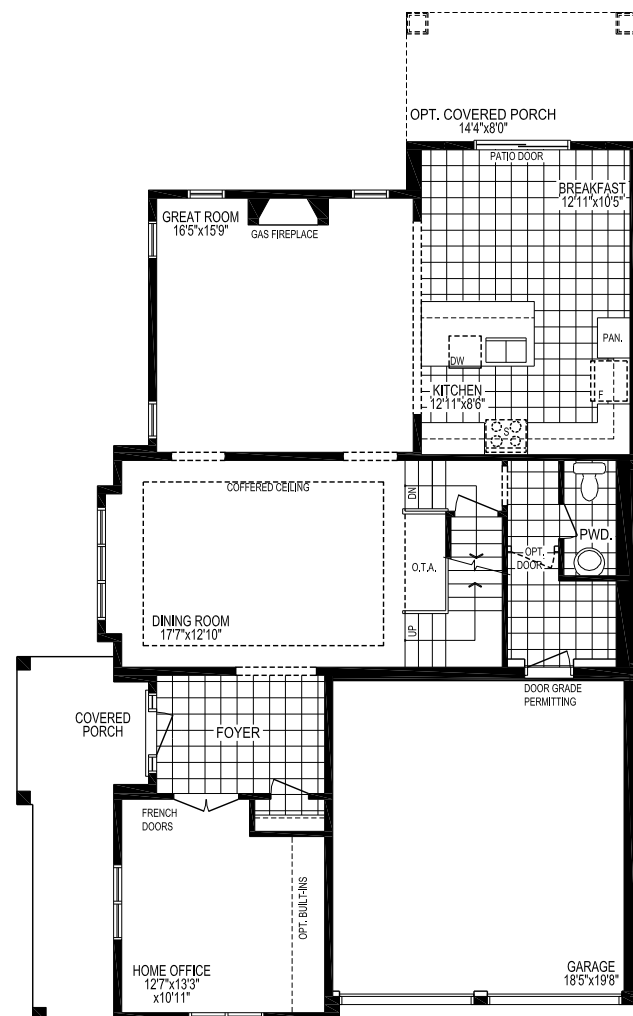 OPT. COVERED PORCH
14'4"x8'0"
PATIO DOOR
BREAKFAST
12'11"x10'5"
GREAT ROOM
16'5"x15'9"
GAS FIREPLACE
PAN.
DW
F
KITCHEN
12'11"x8'6"
S
COFFERED CEILING
DN
PWD.
OPT.
DOOR
O.T.A.
DINING ROOM
17'7"x12'10"
UP
DOOR GRADE
PERMITTING
COVERED
PORCH
FOYER
FRENCH
DOORS
OPT. BUILT-INS
HOME OFFICE
12'7"x13'3"
x10'11"
GARAGE
18'5"x19'8"